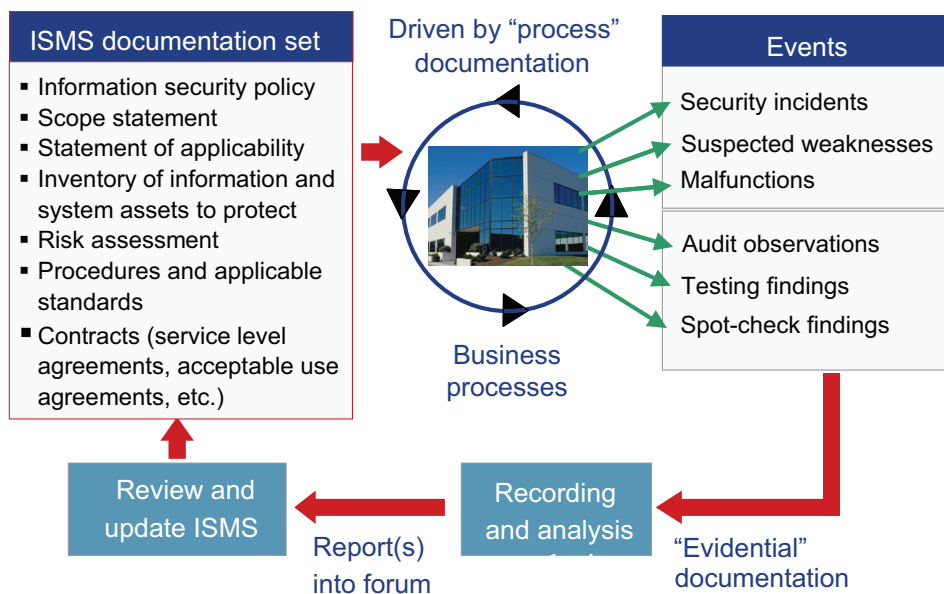 ISMS documentation set
▪ Information security policy
▪ Scope statement
▪ Statement of applicability
▪ Inventory of information and
system assets to protect
▪ Risk assessment
▪ Procedures and applicable
standards
▪ Contracts (service level
agreements, acceptable use
agreements, etc.)
Driven by “process”
documentation
Business
processes
Events
Security incidents
Suspected weaknesses
Malfunctions
Audit observations
Testing findings
Spot-check findings
“Evidential”
documentation
Recording
and analysis
Report(s)
into forum
Review and
update ISMS